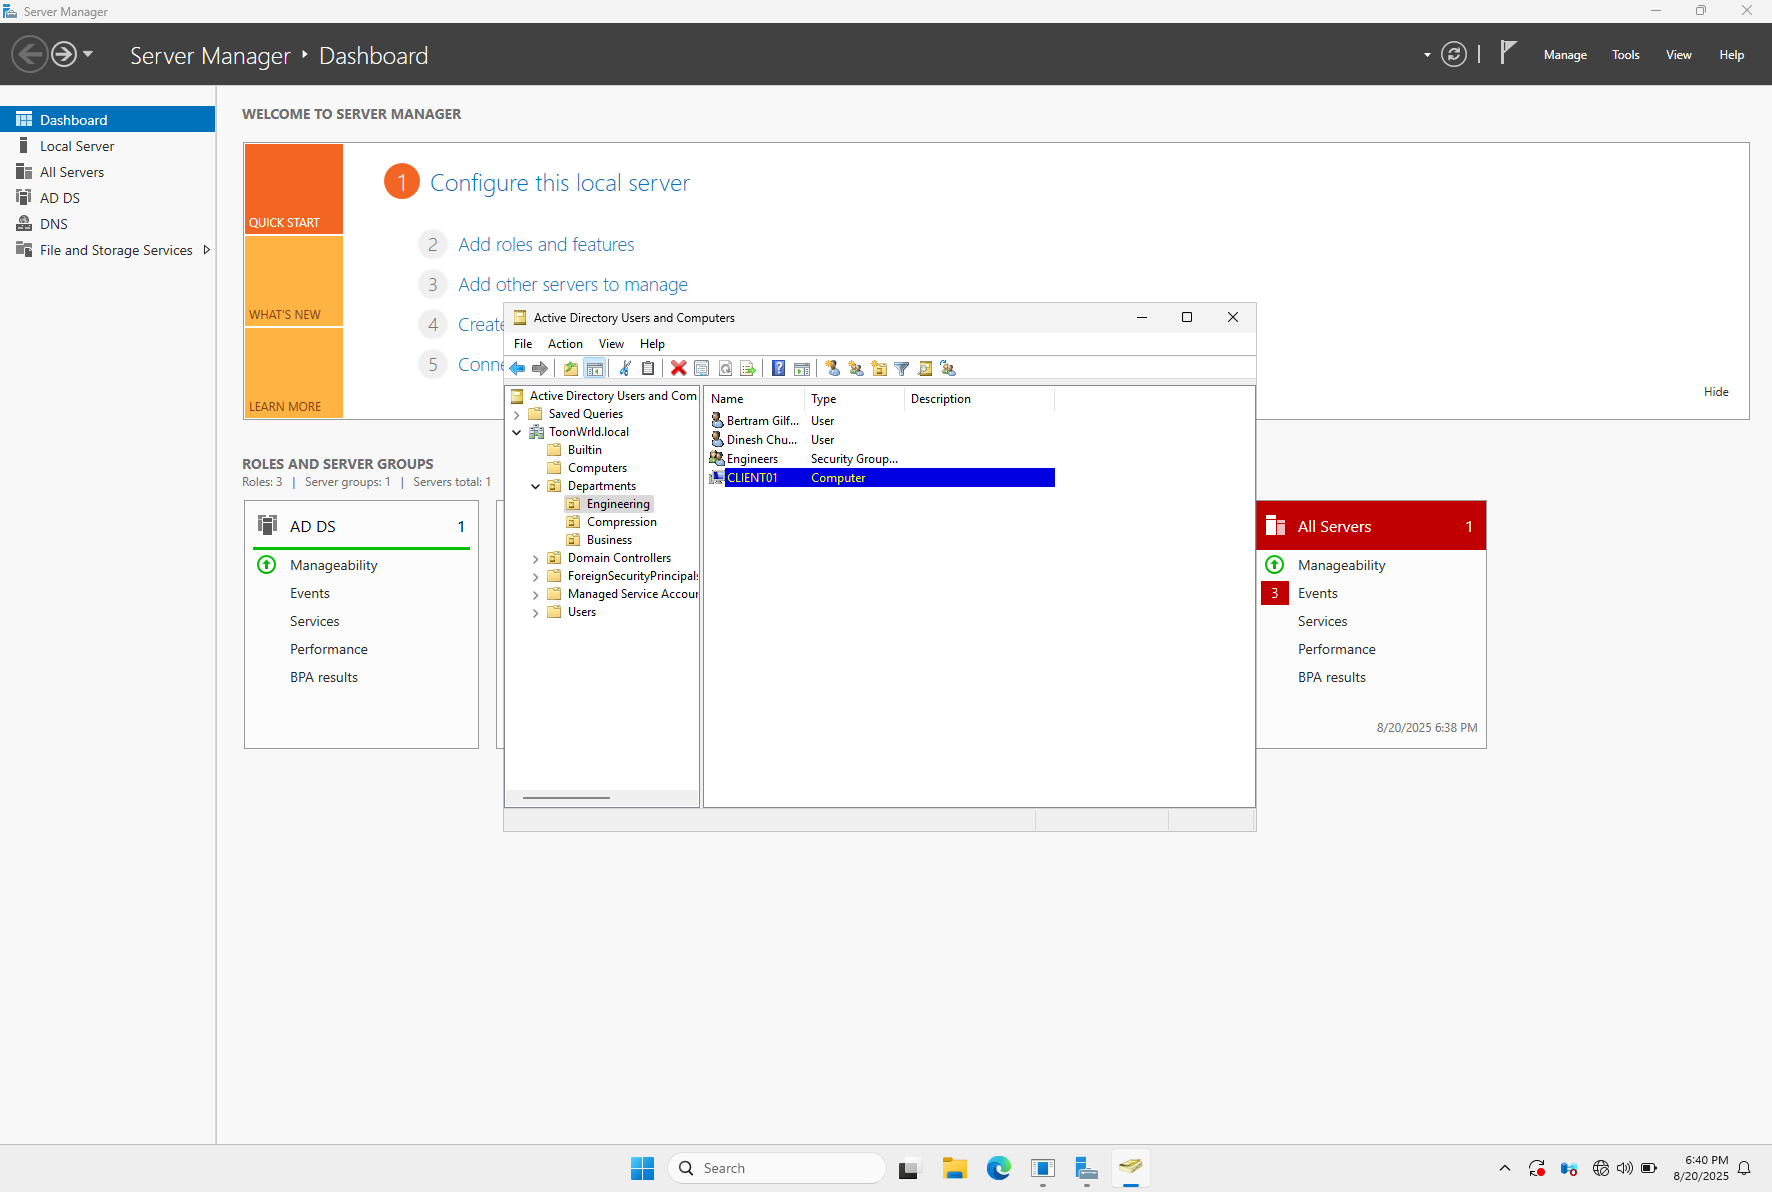 Server Manager
Server Manager ‣ Dashboard
Manage Tools View Help
Dashboard
Local Server
All Servers
AD DS
DNS
File and Storage Services
WELCOME TO SERVER MANAGER
QUICK START
WHAT'S NEW
LEARN MORE
1 Configure this local server
2 Add roles and features
3 Add other servers to manage
4 Create
5 Conne
Hide
ROLES AND SERVER GROUPS
Roles: 3 | Server groups: 1 | Servers total: 1
AD DS 1
Manageability
Events
Services
Performance
BPA results
Active Directory Users and Computers
File Action View Help
Active Directory Users and Com
Saved Queries
ToonWrld.local
Builtin
Computers
Departments
Engineering
Compression
Business
Domain Controllers
ForeignSecurityPrincipals
Managed Service Accour
Users
Name Type Description
Bertram Gilf... User
Dinesh Chu... User
Engineers Security Group...
CLIENT01 Computer
All Servers 1
Manageability
3 Events
Services
Performance
BPA results
8/20/2025 6:38 PM
Search
6:40 PM
8/20/2025